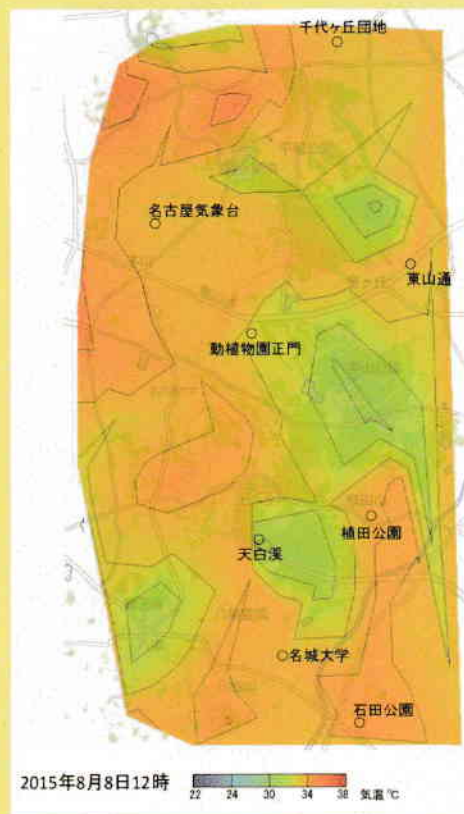 千代ヶ丘団地
名古屋気象台
東山通
動植物園正門
植田公園
天白渓
名城大学
石田公園
2015年8月8日12時
22 24 30 34 38 気温 ℃